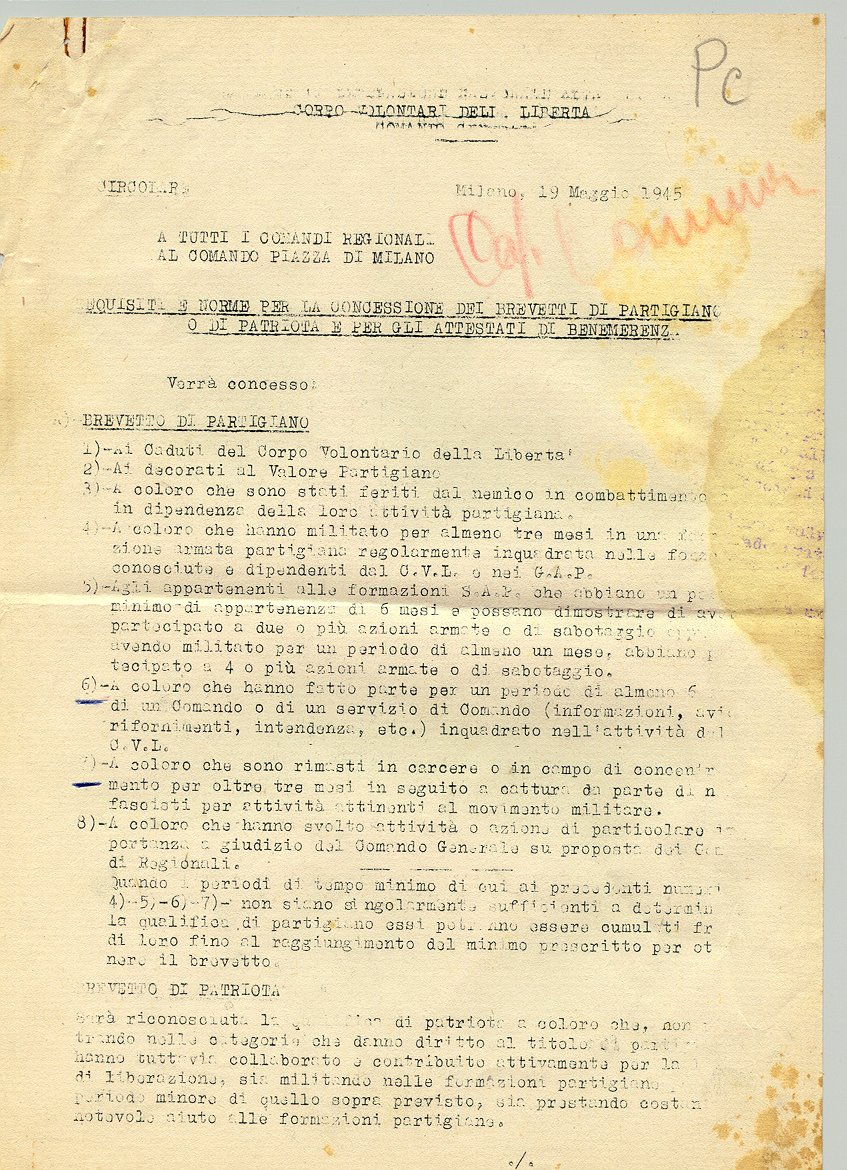 Pc
CORPO VOLONTARI DELL LIBERTA
COMANDO
CIRCOLARE
Milano, 19 Maggio 1945
A TUTTI I COMANDI REGIONALI
AL COMANDO PIAZZA DI MILANO
EQUISITI E NORME PER LA CONCESSIONE DEI BREVETTI DI PARTIGIANO
O DI PATRIOTA E PER GLI ATTESTATI DI BENEMERENZ.
Verrà concesso:
A)-BREVETTO DI PARTIGIANO
1)-Ai Caduti del Corpo Volontario della Liberta'
2)-Ai decorati al Valore Partigiano
3)-A coloro che sono stati feriti dal nemico in combattimento
in dipendenza della loro attività partigiana.
4)-A coloro che hanno militato per almeno tre mesi in una for
zione armata partigiana regolarmente inquadrata nelle forz
conosciute e dipendenti dal C.V.L. o nei G.A.P.
5)-Agli appartenenti alle formazioni S.A.P. che abbiano un p
minimo di appartenenza di 6 mesi e possano dimostrare di av
partecipato a due o più azioni armate o di sabotaggio opp
avendo militato per un periodo di almeno un mese, abbiano p
tecipato a 4 o più azioni armate o di sabotaggio.
6)-A coloro che hanno fatto parte per un periodo di almeno 6
di un Comando o di un servizio di Comando (informazioni, avi
rifornimenti, intendenza, etc.) inquadrato nell'attività del
C.V.L.
7)-A coloro che sono rimasti in carcere o in campo di concentr
mento per oltre tre mesi in seguito a cattura da parte di n
fascisti per attività attinenti al movimento militare.
8)-A coloro che hanno svolto attività o azione di particolare i
portanza a giudizio del Comando Generale su proposta dei Com
di Regionali.
Quando i periodi di tempo minimo di cui ai precedenti numeri
4)-5)-6)-7)- non siano singolarmente sufficienti a determin
la qualifica di partigiano essi potranno essere cumulati fr
di loro fino al raggiungimento del minimo prescritto per ot
nere il brevetto.
BREVETTO DI PATRIOTA
Sarà riconosciuta la qualifica di patriota a coloro che, non
trando nelle categorie che danno diritto al titolo di parti
hanno tuttavia collaborato e contribuito attivamente per la
di liberazione, sia militando nelle formazioni partigiane p
periodo minore di quello sopra previsto, sia prestando costan
notevole aiuto alle formazioni partigiane.
./.